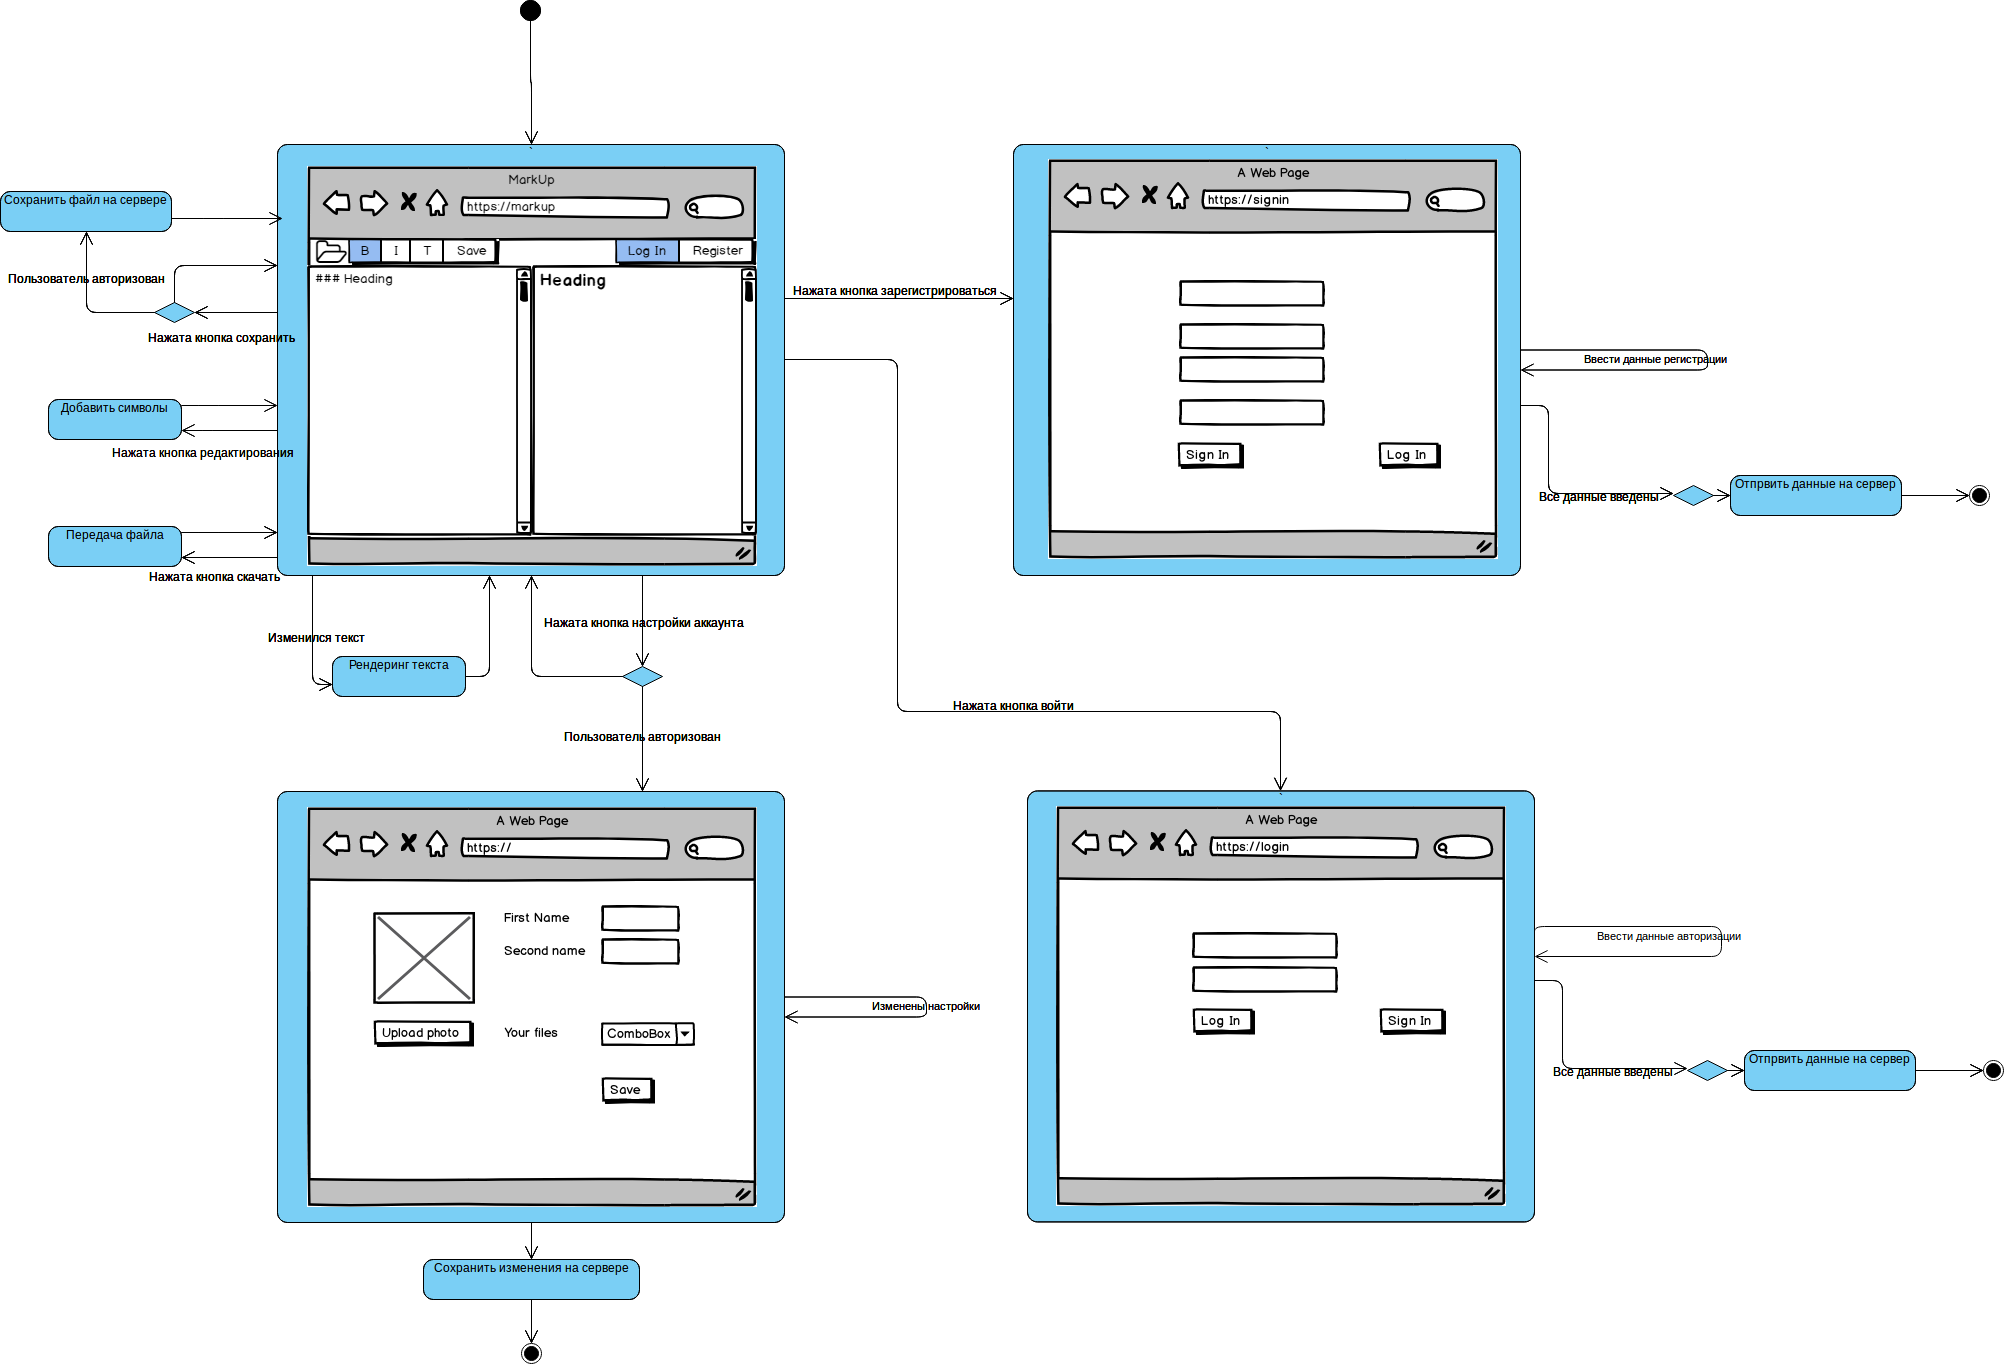 MarkUp
https://markup
B
I
T
Save
Log In
Register
### Heading
Heading
Сохранить файл на сервере
Пользователь авторизован
Нажата кнопка сохранить
Добавить символы
Нажата кнопка редактирования
Передача файла
Нажата кнопка скачать
Изменился текст
Рендеринг текста
Нажата кнопка настройки аккаунта
Пользователь авторизован
Нажата кнопка зарегистрироваться
A Web Page
https://signin
Sign In
Log In
Ввести данные регистрации
Все данные введены
Отпрвить данные на сервер
Нажата кнопка войти
A Web Page
https://
First Name
Second name
Upload photo
Your files
ComboBox
Save
Изменены настройки
Сохранить изменения на сервере
A Web Page
https://login
Log In
Sign In
Ввести данные авторизации
Все данные введены
Отпрвить данные на сервер